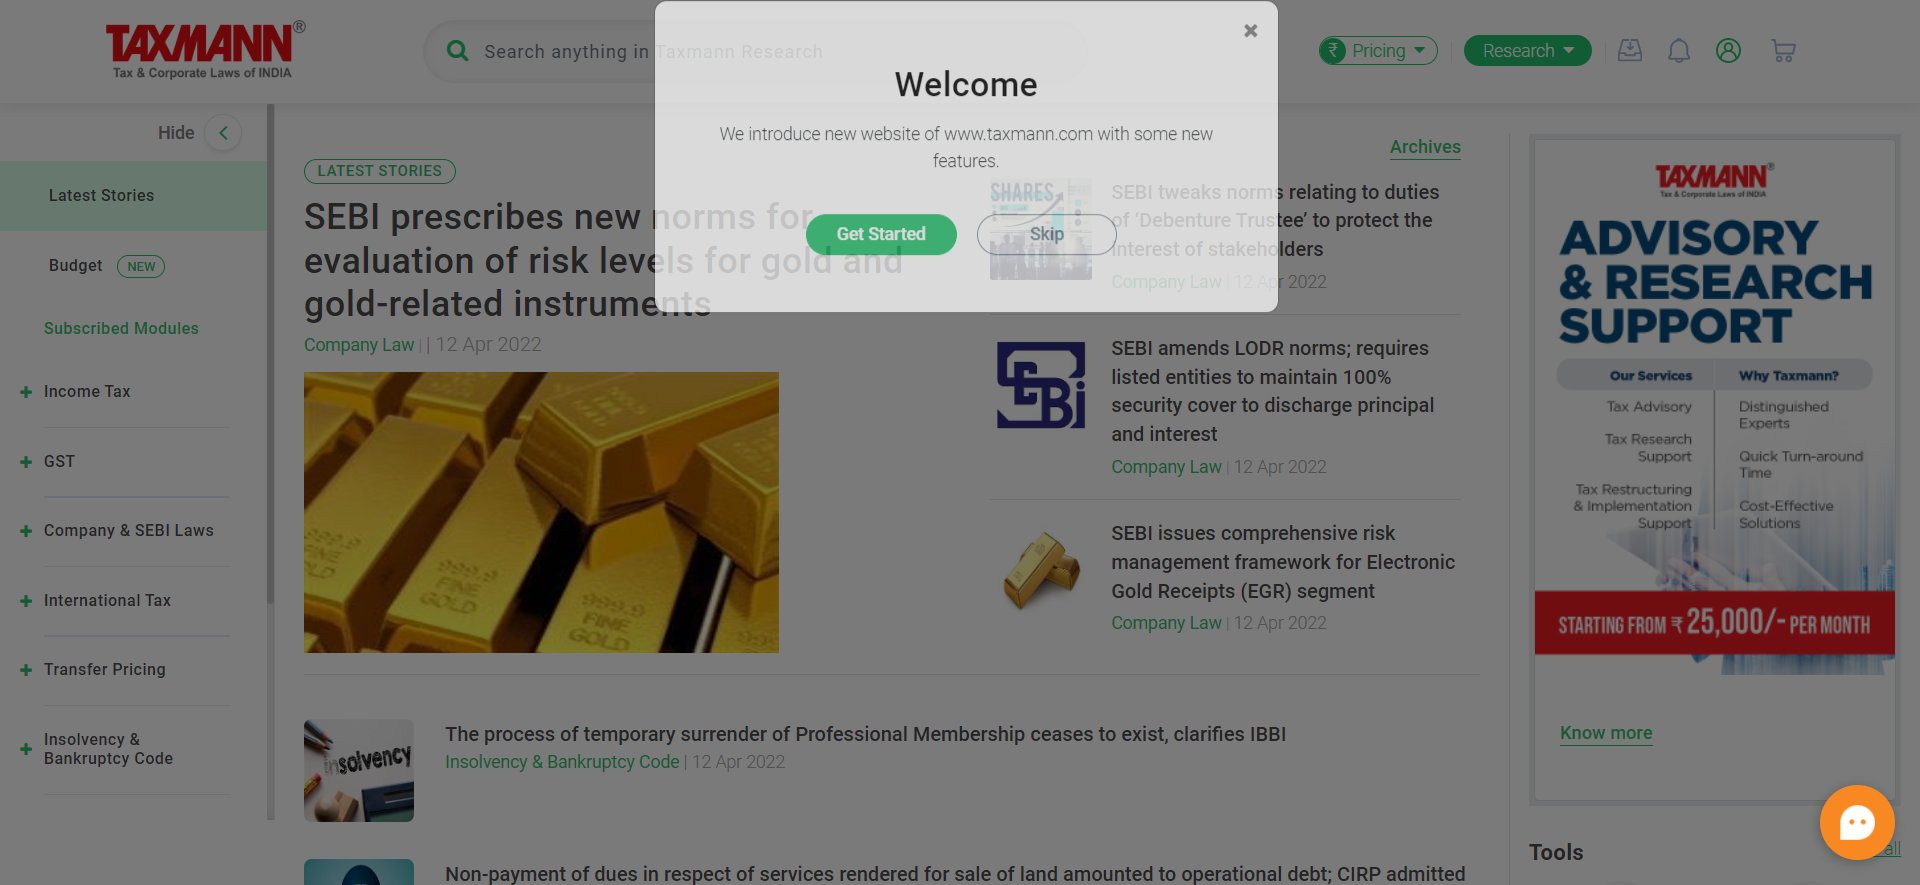 TAXMANN®
Tax & Corporate Laws of INDIA
Search anything in Taxmann Research
₹ Pricing
Research
Welcome
We introduce new website of www.taxmann.com with some new
features.
Get Started
Skip
Hide
Latest Stories
Budget NEW
Subscribed Modules
Income Tax
GST
Company & SEBI Laws
International Tax
Transfer Pricing
Insolvency &
Bankruptcy Code
LATEST STORIES
SEBI prescribes new norms for
evaluation of risk levels for gold and
gold-related instruments
Company Law | | 12 Apr 2022
999.9
FINE
GOLD
999.9
FINE
GOLD
Archives
SHARES
SEBI tweaks norms relating to duties
of ‘Debenture Trustee’ to protect the
interest of stakeholders
Company Law | 12 Apr 2022
SEBi
SEBI amends LODR norms; requires
listed entities to maintain 100%
security cover to discharge principal
and interest
Company Law | 12 Apr 2022
SEBI issues comprehensive risk
management framework for Electronic
Gold Receipts (EGR) segment
Company Law | 12 Apr 2022
insolvency
The process of temporary surrender of Professional Membership ceases to exist, clarifies IBBI
Insolvency & Bankruptcy Code | 12 Apr 2022
Non-payment of dues in respect of services rendered for sale of land amounted to operational debt; CIRP admitted
TAXMANN®
Tax & Corporate Laws of INDIA
ADVISORY
& RESEARCH
SUPPORT
Our Services
Why Taxmann?
Tax Advisory
Distinguished
Experts
Tax Research
Support
Quick Turn-around
Time
Tax Restructuring
& Implementation
Support
Cost-Effective
Solutions
STARTING FROM ₹ 25,000/- PER MONTH
Know more
Tools
all